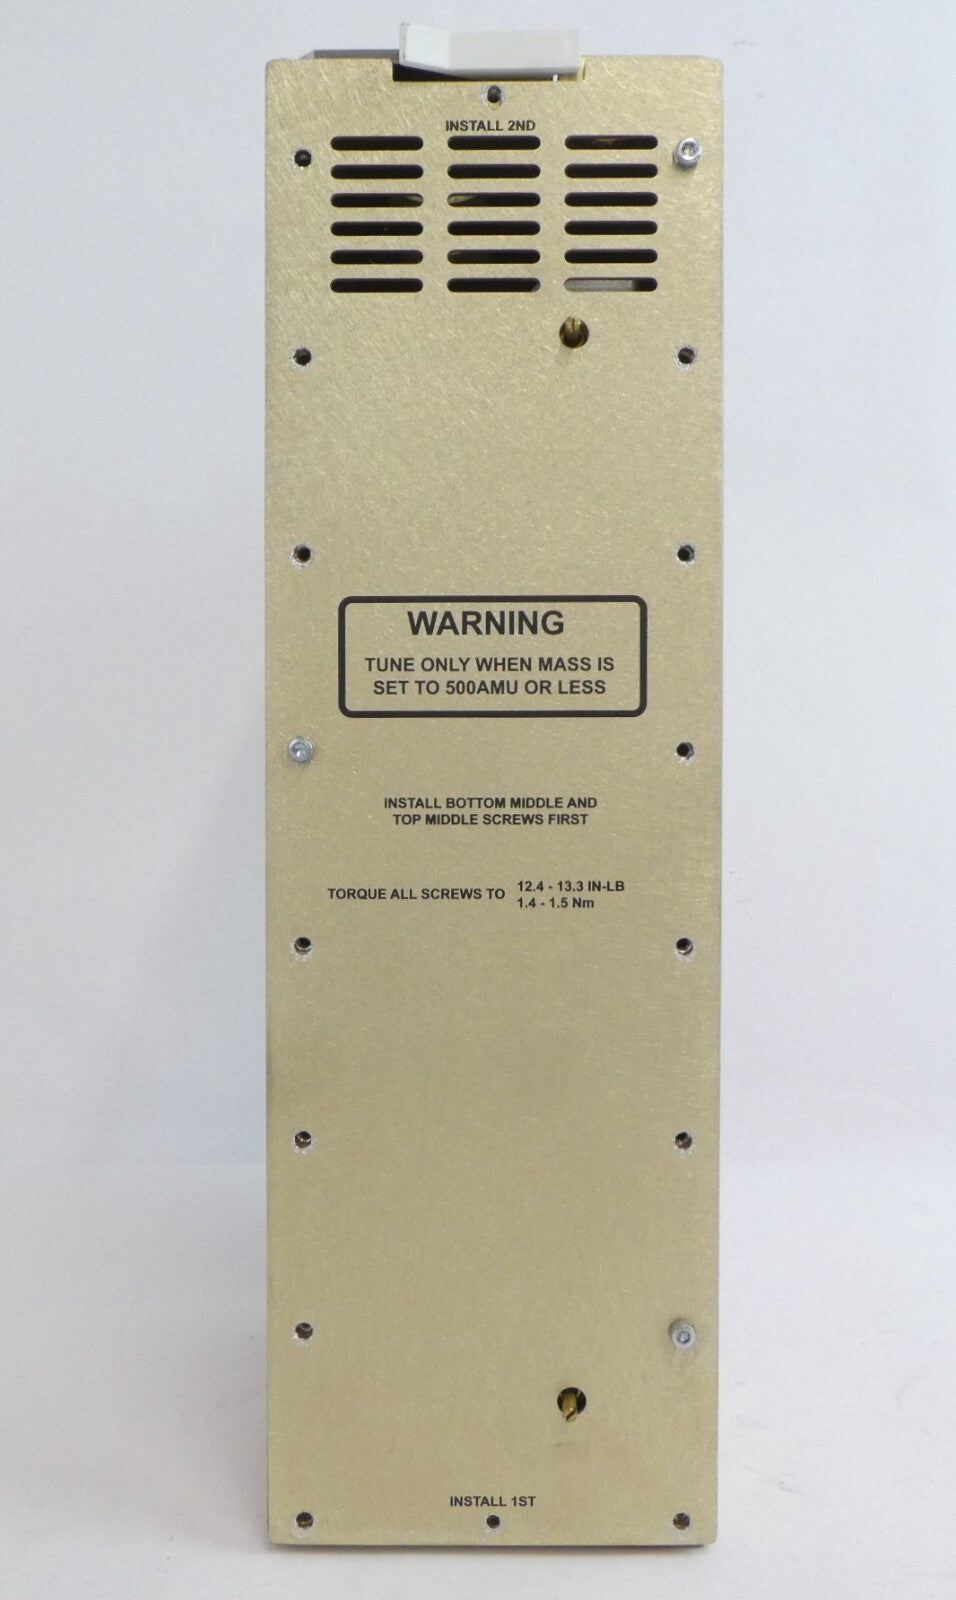 INSTALL 2ND
WARNING
TUNE ONLY WHEN MASS IS
SET TO 500AMU OR LESS
INSTALL BOTTOM MIDDLE AND
TOP MIDDLE SCREWS FIRST
TORQUE ALL SCREWS TO 12.4 - 13.3 IN-LB
1.4 - 1.5 Nm
INSTALL 1ST